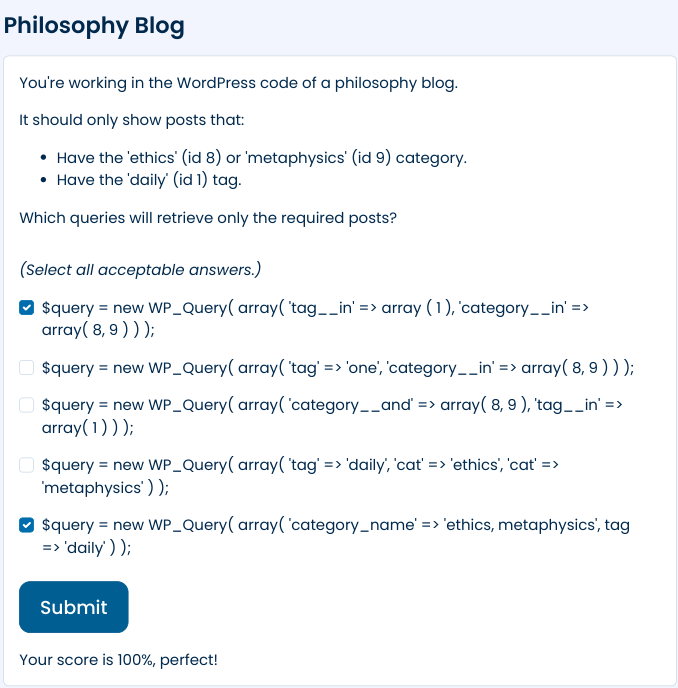 Philosophy Blog
You're working in the WordPress code of a philosophy blog.
It should only show posts that:
• Have the 'ethics' (id 8) or 'metaphysics' (id 9) category.
• Have the 'daily' (id 1) tag.
Which queries will retrieve only the required posts?
(Select all acceptable answers.)
$query = new WP_Query( array( 'tag__in' => array ( 1 ), 'category__in' =>
array( 8, 9 ) ) );
$query = new WP_Query( array( 'tag' => 'one', 'category__in' => array( 8, 9 ) ) );
$query = new WP_Query( array( 'category__and' => array( 8, 9 ), 'tag__in' =>
array( 1 ) ) );
$query = new WP_Query( array( 'tag' => 'daily', 'cat' => 'ethics', 'cat' =>
'metaphysics' ) );
$query = new WP_Query( array( 'category_name' => 'ethics, metaphysics', tag
=> 'daily' ) );
Submit
Your score is 100%, perfect!